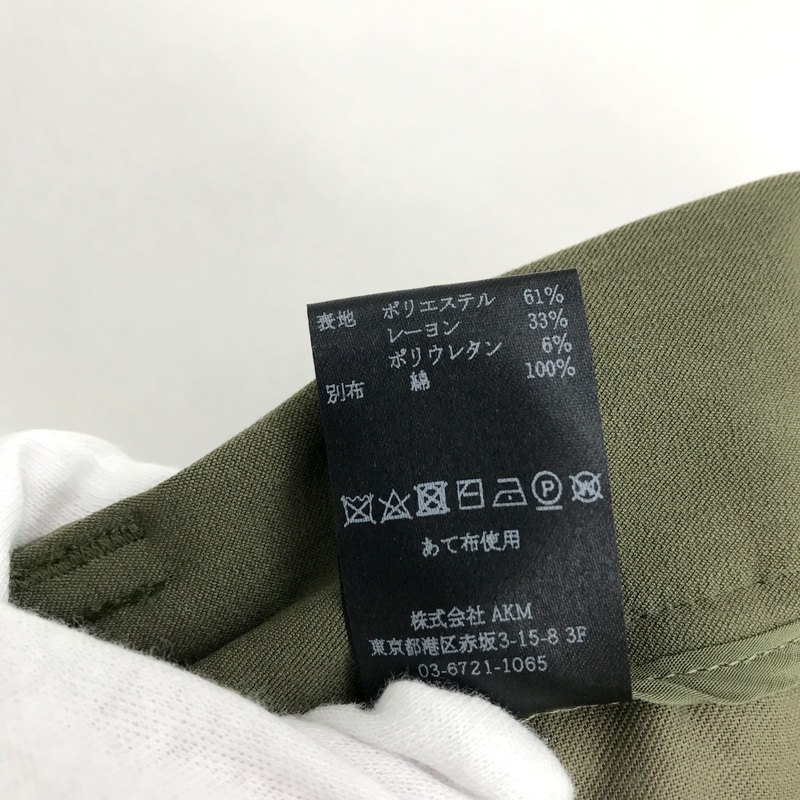 表地 ポリエステル 61%
レーヨン 33%
ポリウレタン 6%
別布 綿 100%
P W
あて布使用
株式会社 AKM
東京都港区赤坂3-15-8 3F
03-6721-1065